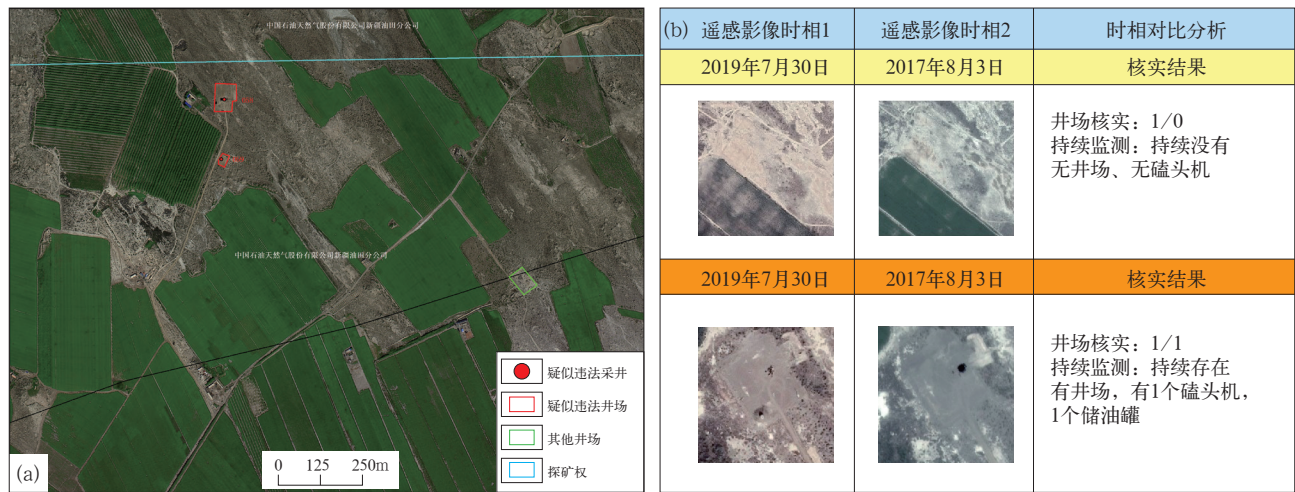 中国石油天然气股份有限公司新疆油田分公司
中国石油天然气股份有限公司新疆油田分公司
疑似违法采井
疑似违法井场
其他井场
探矿权
0 125 250m
(a)
(b) 遥感影像时相1 遥感影像时相2 时相对比分析
2019年7月30日 2017年8月3日 核实结果
井场核实：1/0
持续监测：持续没有
无井场、无磕头机
2019年7月30日 2017年8月3日 核实结果
井场核实：1/1
持续监测：持续存在
有井场，有1个磕头机，
1个储油罐